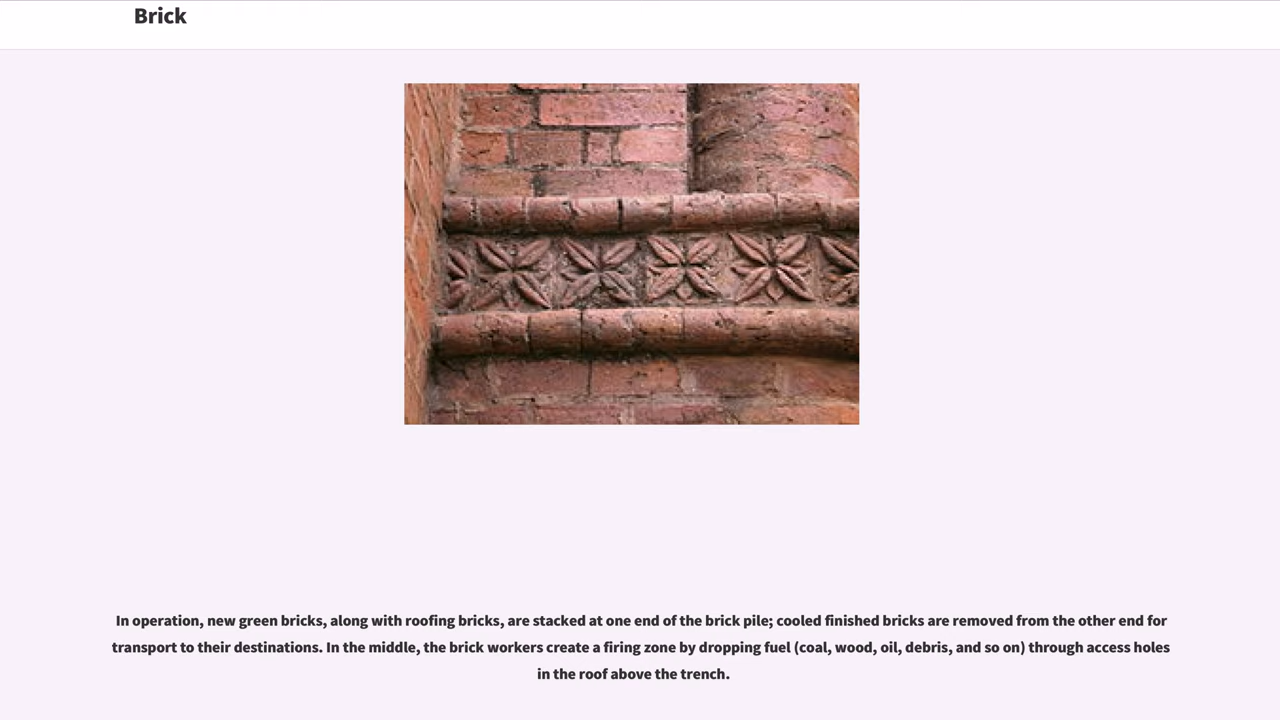 Brick
In operation, new green bricks, along with roofing bricks, are stacked at one end of the brick pile; cooled finished bricks are removed from the other end for
transport to their destinations. In the middle, the brick workers create a firing zone by dropping fuel (coal, wood, oil, debris, and so on) through access holes
in the roof above the trench.